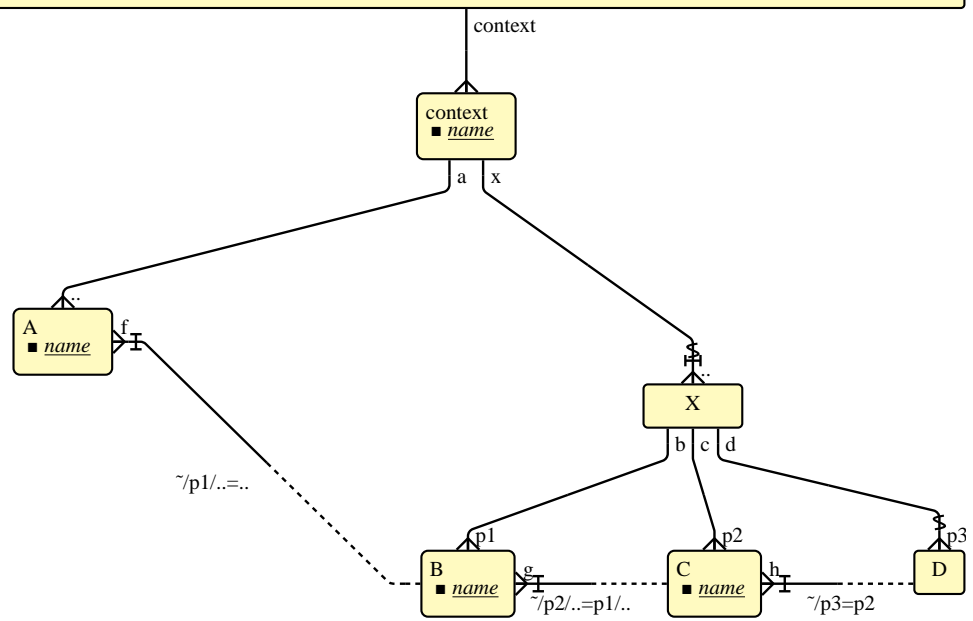 context
context
■ name
a
x
..
A
■ name
f
..
X
b
c
d
~/p1/..=..
p1
p2
p3
B
■ name
g
C
■ name
h
D
~/p2/..=p1/..
~/p3=p2